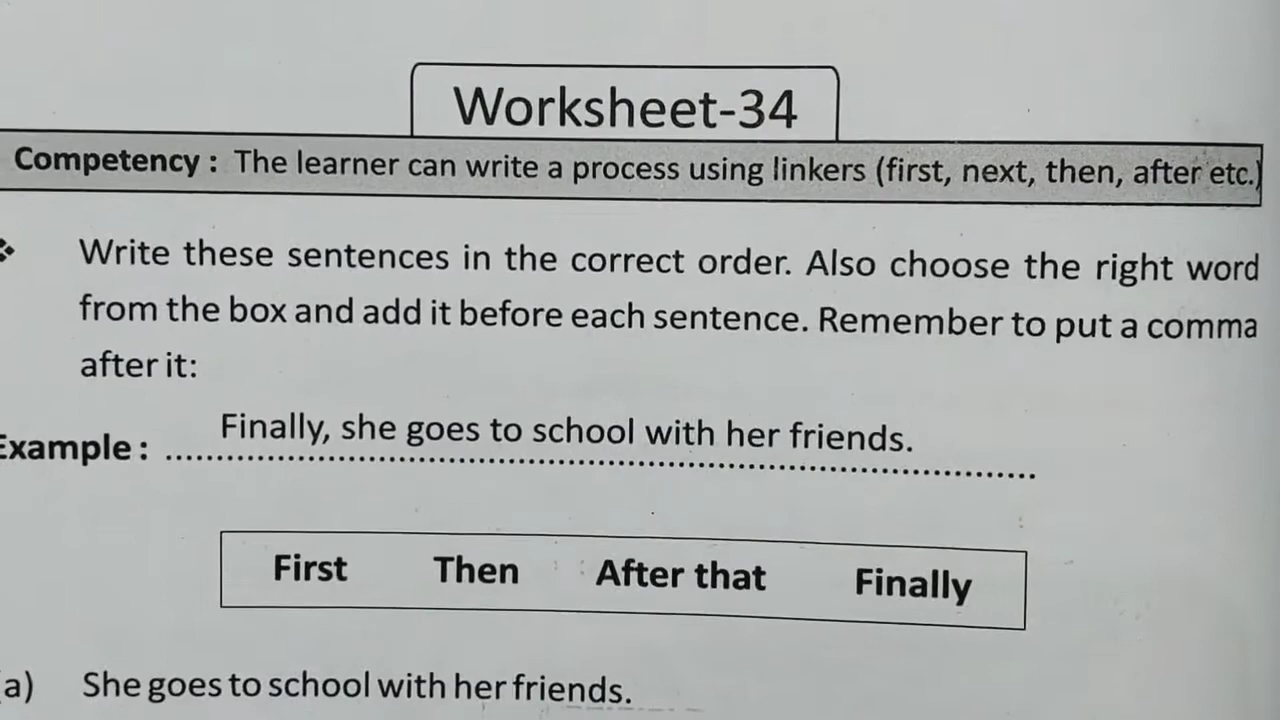 Worksheet-34
Competency : The learner can write a process using linkers (first, next, then, after etc.)
Write these sentences in the correct order. Also choose the right word
from the box and add it before each sentence. Remember to put a comma
after it:
Finally, she goes to school with her friends.
Example : ..........................................................................................
First Then After that Finally
(a) She goes to school with her friends.